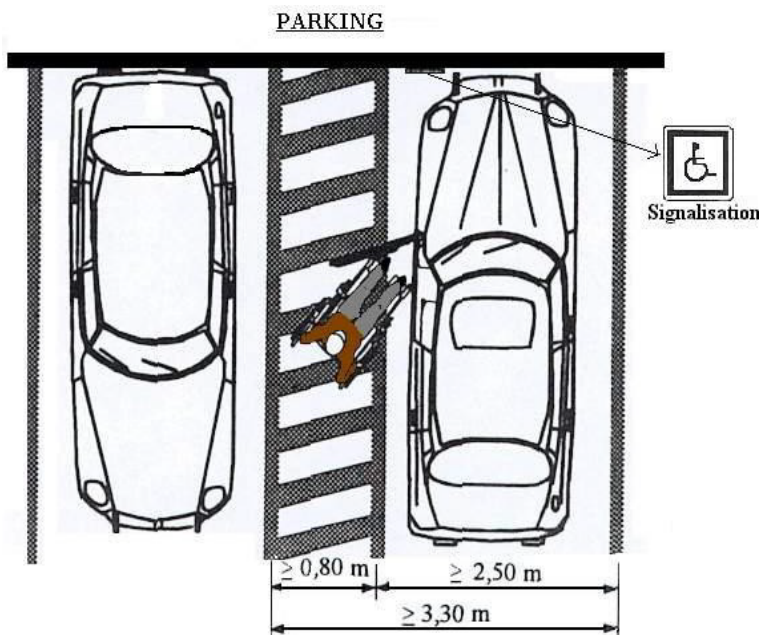 PARKING
Signalisation
≥ 0,80 m
≥ 2,50 m
≥ 3,30 m